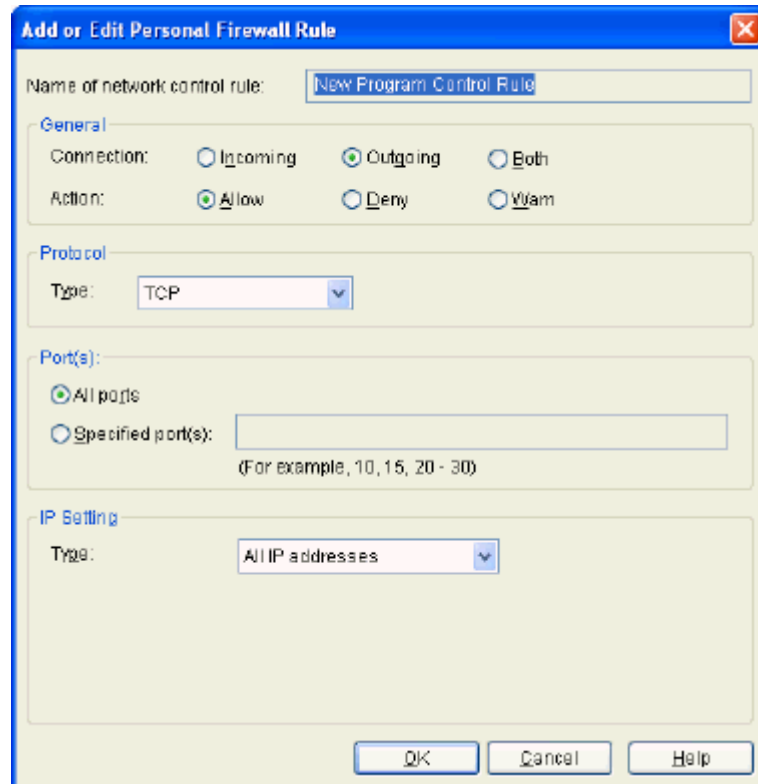 Add or Edit Personal Firewall Rule
Name of network control rule: New Program Control Rule
General
Connection: Incoming Outgoing Both
Action: Allow Deny Warn
Protocol
Type: TCP
Port(s):
All ports
Specified port(s):
(For example, 10, 15, 20 - 30)
IP Setting
Type: All IP addresses
OK Cancel Help